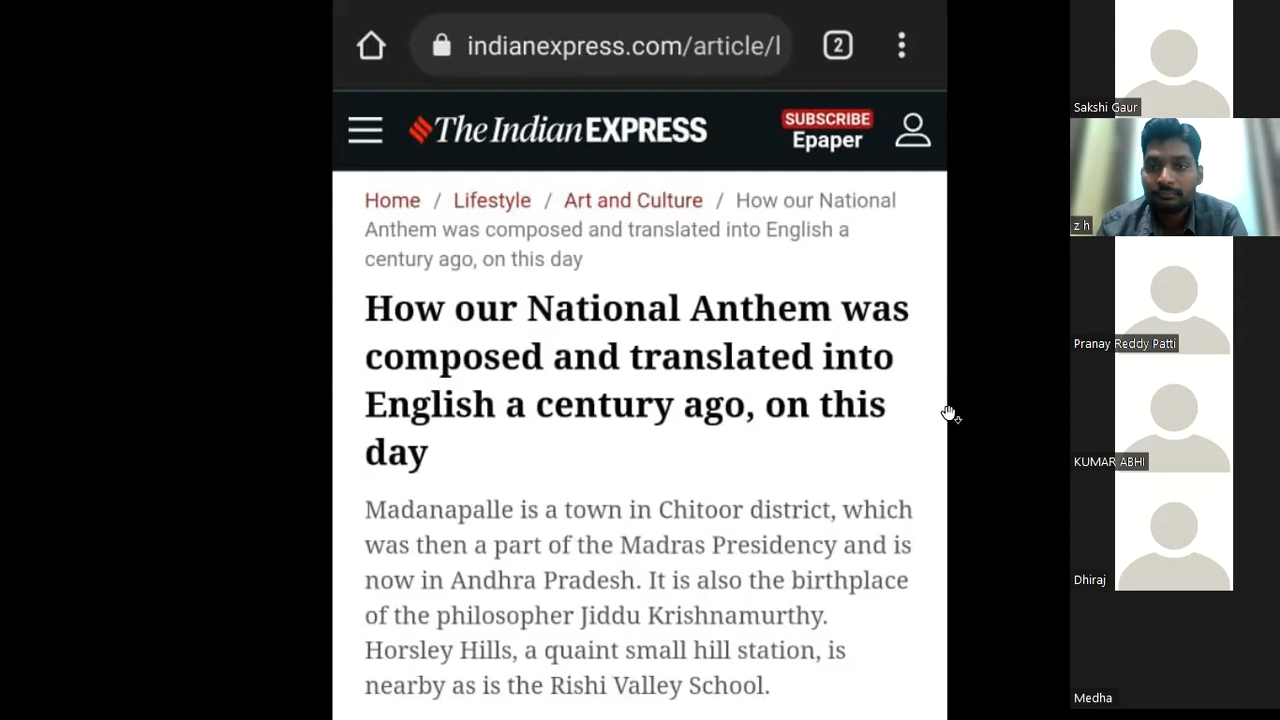 indianexpress.com/article/l
2
The Indian EXPRESS
SUBSCRIBE
Epaper
Home / Lifestyle / Art and Culture / How our National
Anthem was composed and translated into English a
century ago, on this day
How our National Anthem was
composed and translated into
English a century ago, on this
day
Madanapalle is a town in Chitoor district, which
was then a part of the Madras Presidency and is
now in Andhra Pradesh. It is also the birthplace
of the philosopher Jiddu Krishnamurthy.
Horsley Hills, a quaint small hill station, is
nearby as is the Rishi Valley School.
Sakshi Gaur
z h
Pranay Reddy Patti
KUMAR ABHI
Dhiraj
Medha